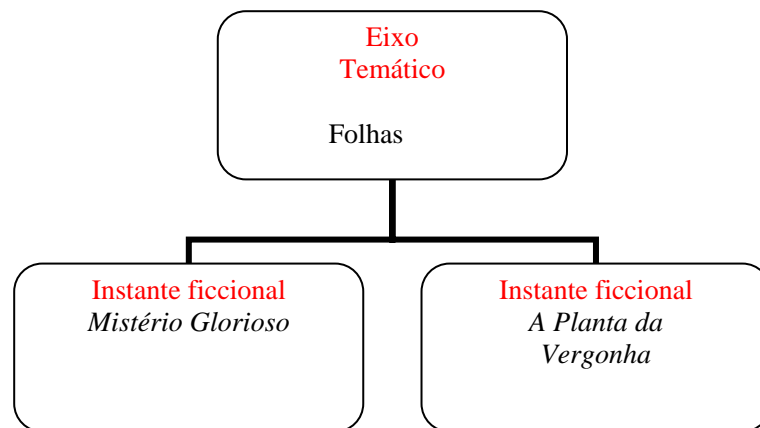 Eixo
Temático
Folhas
Instante ficcional
Mistério Glorioso
Instante ficcional
A Planta da
Vergonha